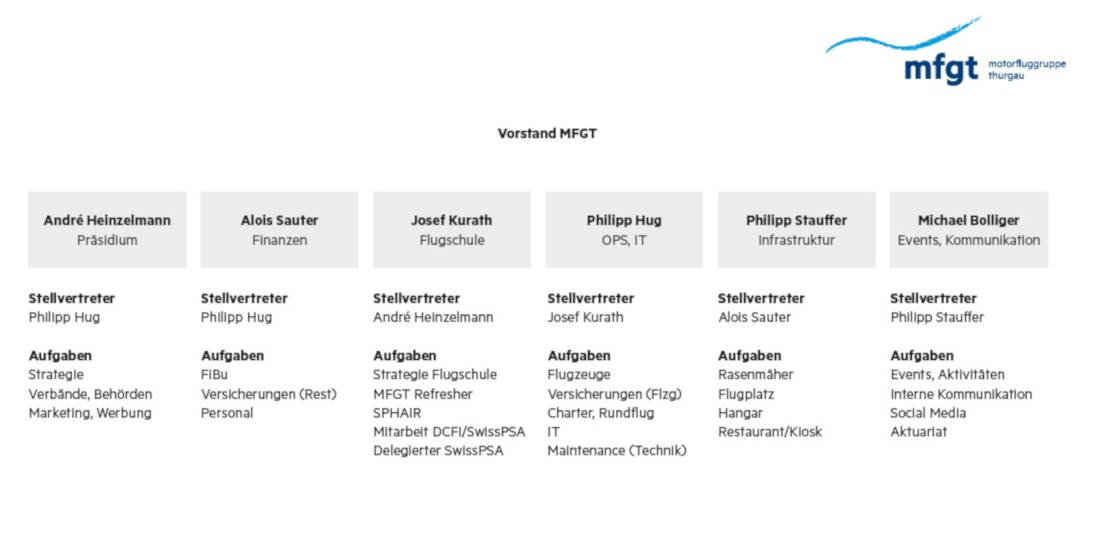 mfgt motorfluggruppe
thurgau
Vorstand MFGT
André Heinzelmann
Präsidium
Stellvertreter
Philipp Hug
Aufgaben
Strategie
Verbände, Behörden
Marketing, Werbung
Alois Sauter
Finanzen
Stellvertreter
Philipp Hug
Aufgaben
FiBu
Versicherungen (Rest)
Personal
Josef Kurath
Flugschule
Stellvertreter
André Heinzelmann
Aufgaben
Strategie Flugschule
MFGT Refresher
SPHAIR
Mitarbeit DCFI/SwissPSA
Delegierter SwissPSA
Philipp Hug
OPS, IT
Stellvertreter
Josef Kurath
Aufgaben
Flugzeuge
Versicherungen (Flzg)
Charter, Rundflug
IT
Maintenance (Technik)
Philipp Stauffer
Infrastruktur
Stellvertreter
Alois Sauter
Aufgaben
Rasenmäher
Flugplatz
Hangar
Restaurant/Kiosk
Michael Bolliger
Events, Kommunikation
Stellvertreter
Philipp Stauffer
Aufgaben
Events, Aktivitäten
Interne Kommunikation
Social Media
Aktuariat